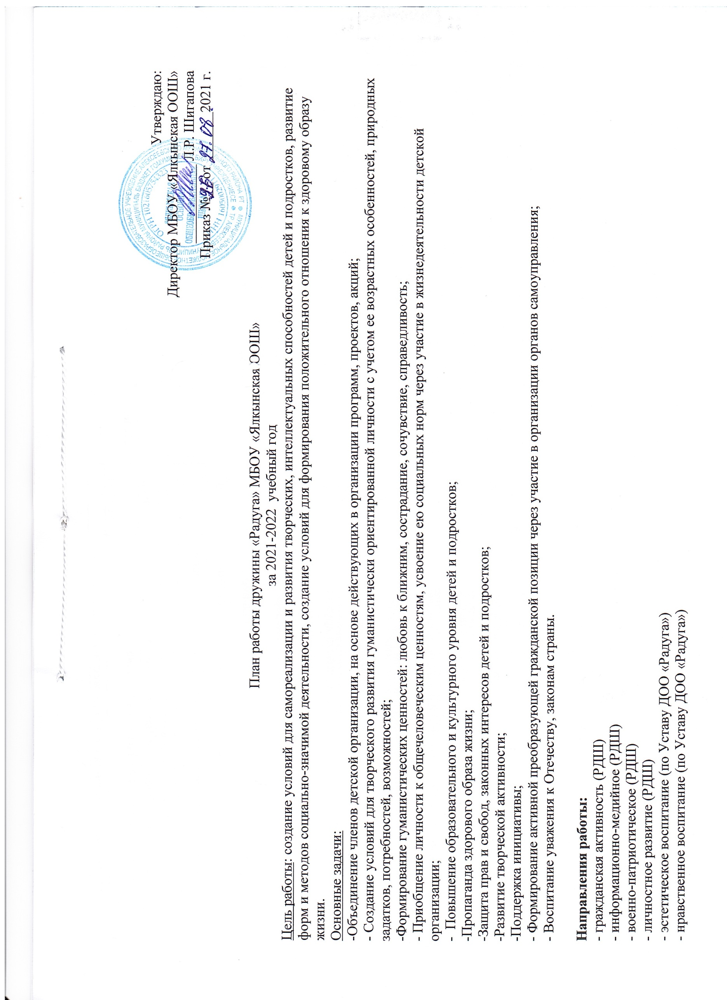 Утверждаю:
Директор МБОУ «Ялкынская ООШ»
Л.Р. Шигапова
Приказ № от 27.08 2021 г.
ОГРН 1021605754323
План работы дружины «Радуга» МБОУ «Ялкынская ООШ»
за 2021-2022 учебный год
Цель работы: создание условий для самореализации и развития творческих, интеллектуальных способностей детей и подростков, развитие
форм и методов социально-значимой деятельности, создание условий для формирования положительного отношения к здоровому образу
жизни.
Основные задачи:
-Объединение членов детской организации, на основе действующих в организации программ, проектов, акций;
- Создание условий для творческого развития гуманистически ориентированной личности с учетом ее возрастных особенностей, природных
задатков, потребностей, возможностей;
-Формирование гуманистических ценностей: любовь к ближним, сострадание, сочувствие, справедливость;
- Приобщение личности к общечеловеческим ценностям, усвоение ею социальных норм через участие в жизнедеятельности детской
организации;
- Повышение образовательного и культурного уровня детей и подростков;
-Пропаганда здорового образа жизни;
-Защита прав и свобод, законных интересов детей и подростков;
-Развитие творческой активности;
-Поддержка инициативы;
- Формирование активной преобразующей гражданской позиции через участие в организации органов самоуправления;
- Воспитание уважения к Отечеству, законам страны.
Направления работы:
- гражданская активность (РДШ)
- информационно-медийное (РДШ)
- военно-патриотическое (РДШ)
- личностное развитие (РДШ)
- эстетическое воспитание (по Уставу ДОО «Радуга»)
- нравственное воспитание (по Уставу ДОО «Радуга»)